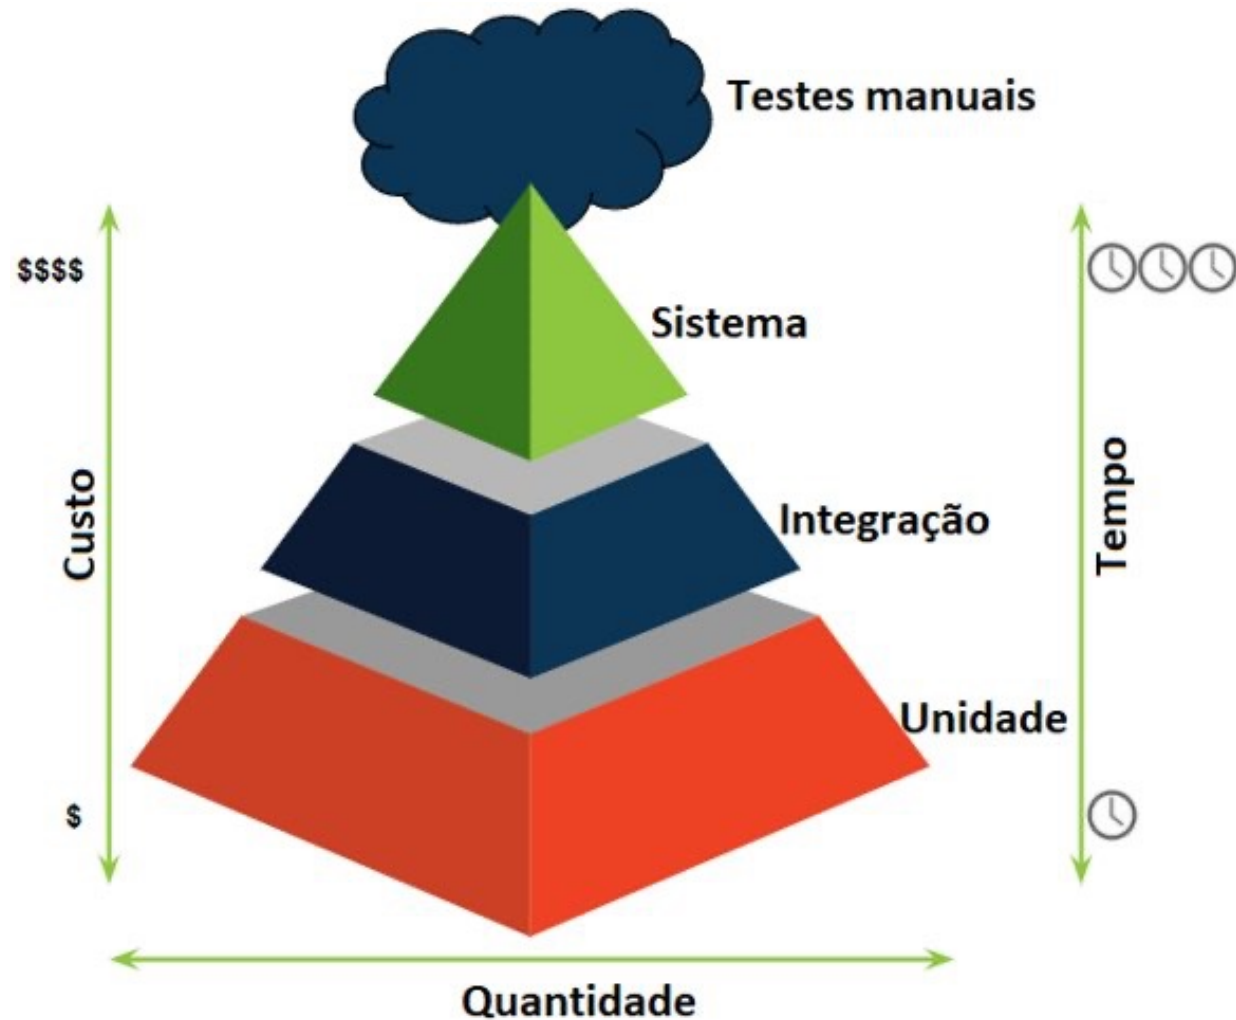 Testes manuais
$$$$
Sistema
Custo
Integração
Tempo
Unidade
$
Quantidade